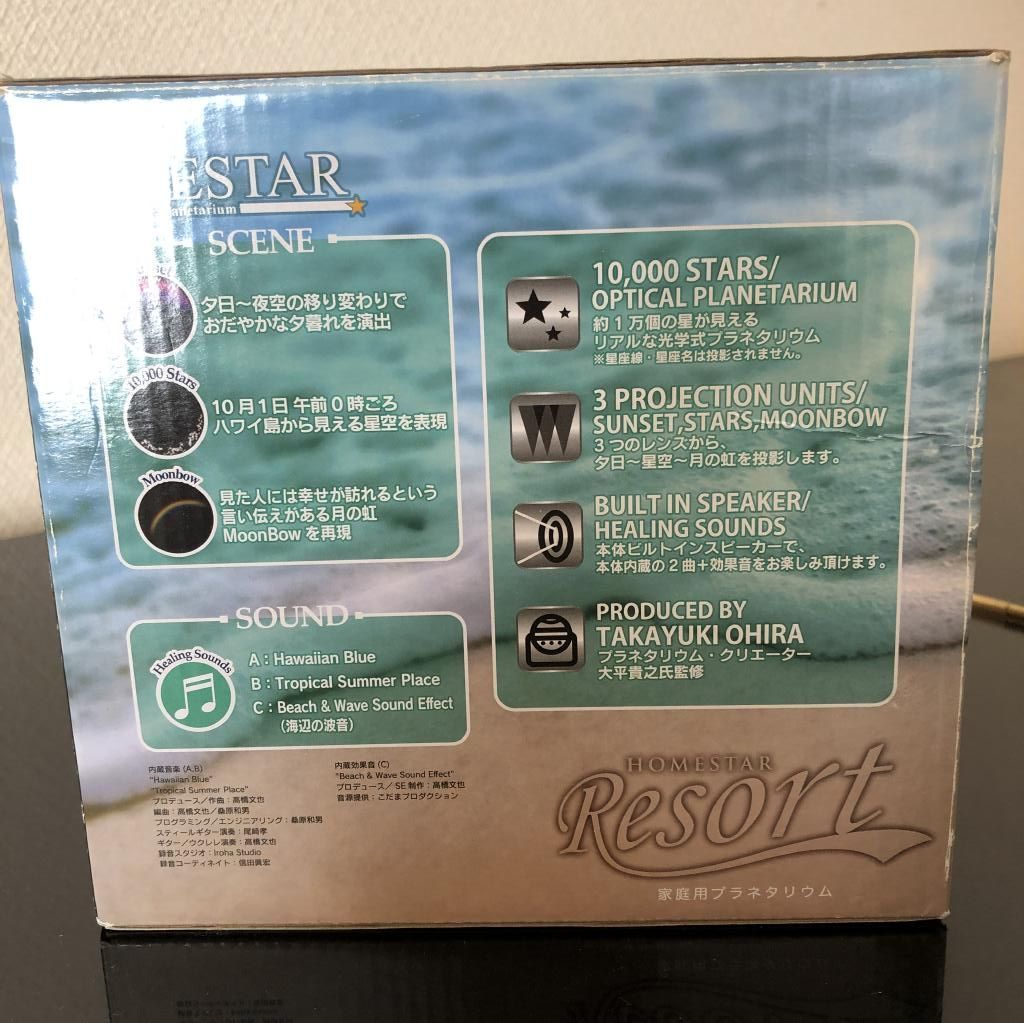 ESTAR
SCENE
夕日～夜空の移り変わりで
おだやかな夕暮れを演出
10,000 Stars
10月1日 午前0時ごろ
ハワイ島から見える星空を表現
Moonbow
見た人には幸せが訪れるという
言い伝えがある月の虹
MoonBow を再現
SOUND
Healing Sounds
A：Hawaiian Blue
B：Tropical Summer Place
C：Beach & Wave Sound Effect
（海辺の波音）
内蔵音楽 (A,B)
"Hawaiian Blue"
"Tropical Summer Place"
プロデュース／作曲：高橋文也
編曲：高橋文也／桑原和男
プログラミング／エンジニアリング：桑原和男
スティールギター演奏：尾崎孝
ギター／ウクレレ演奏：高橋文也
録音スタジオ：Iroha Studio
録音コーディネイト：信田眞宏
内蔵効果音 (C)
"Beach & Wave Sound Effect"
プロデュース／ SE制作：高橋文也
音源提供：こだまプロダクション
10,000 STARS/
OPTICAL PLANETARIUM
約1万個の星が見える
リアルな光学式プラネタリウム
※星座線・星座名は投影されません。
3 PROJECTION UNITS/
SUNSET,STARS,MOONBOW
3つのレンズから、
夕日～星空～月の虹を投影します。
BUILT IN SPEAKER/
HEALING SOUNDS
本体ビルトインスピーカーで、
本体内蔵の2曲+効果音をお楽しみ頂けます。
PRODUCED BY
TAKAYUKI OHIRA
プラネタリウム・クリエーター
大平貴之氏監修
HOMESTAR
Resort
家庭用プラネタリウム